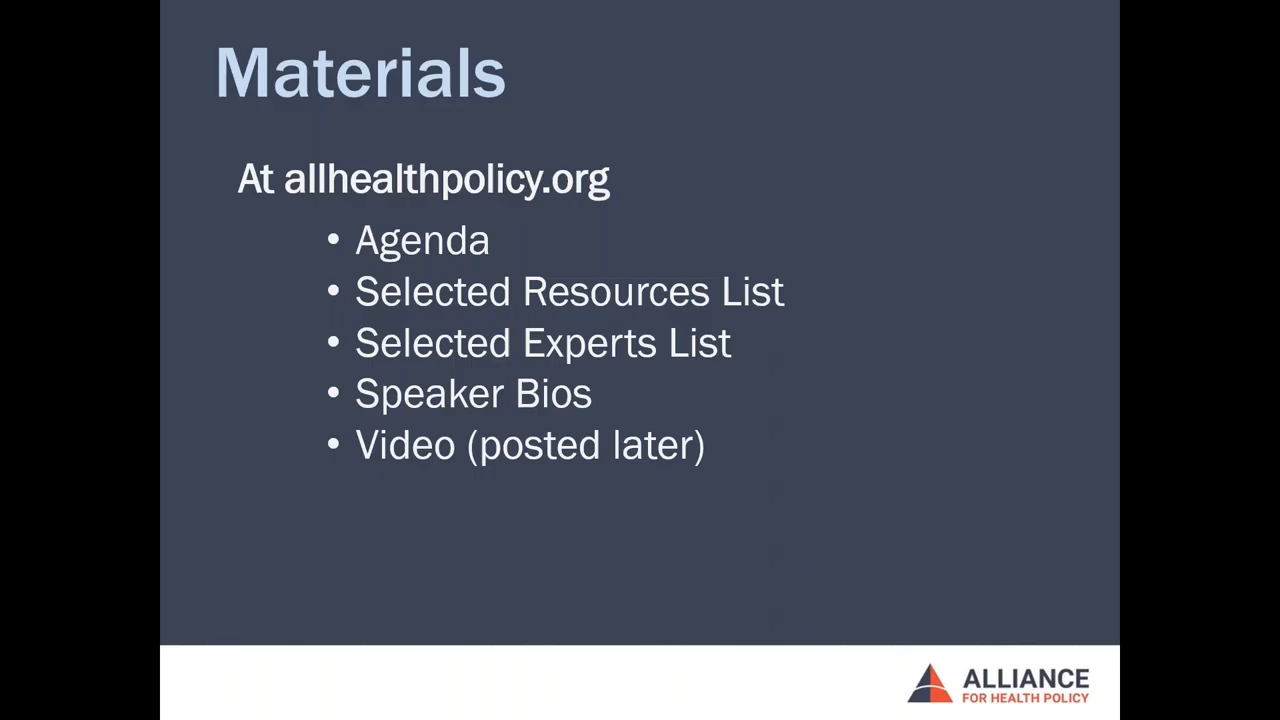 Materials
At allhealthpolicy.org
• Agenda
• Selected Resources List
• Selected Experts List
• Speaker Bios
• Video (posted later)
ALLIANCE
FOR HEALTH POLICY